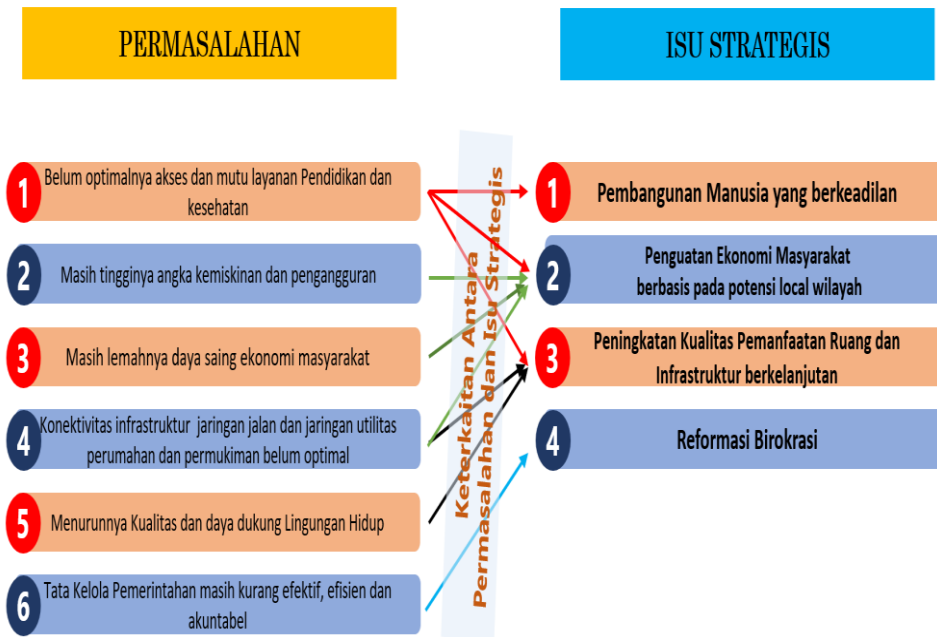 PERMASALAHAN
ISU STRATEGIS
1
Belum optimalnya akses dan mutu layanan Pendidikan dan
kesehatan
2
Masih tingginya angka kemiskinan dan pengangguran
3
Masih lemahnya daya saing ekonomi masyarakat
4
Konektivitas infrastruktur jaringan jalan dan jaringan utilitas
perumahan dan permukiman belum optimal
5
Menurunnya Kualitas dan daya dukung Lingungan Hidup
6
Tata Kelola Pemerintahan masih kurang efektif, efisien dan
akuntabel
Keterkaitan Antara
Permasalahan dan Isu Strategis
1
Pembangunan Manusia yang berkeadilan
2
Penguatan Ekonomi Masyarakat
berbasis pada potensi local wilayah
3
Peningkatan Kualitas Pemanfaatan Ruang dan
Infrastruktur berkelanjutan
4
Reformasi Birokrasi